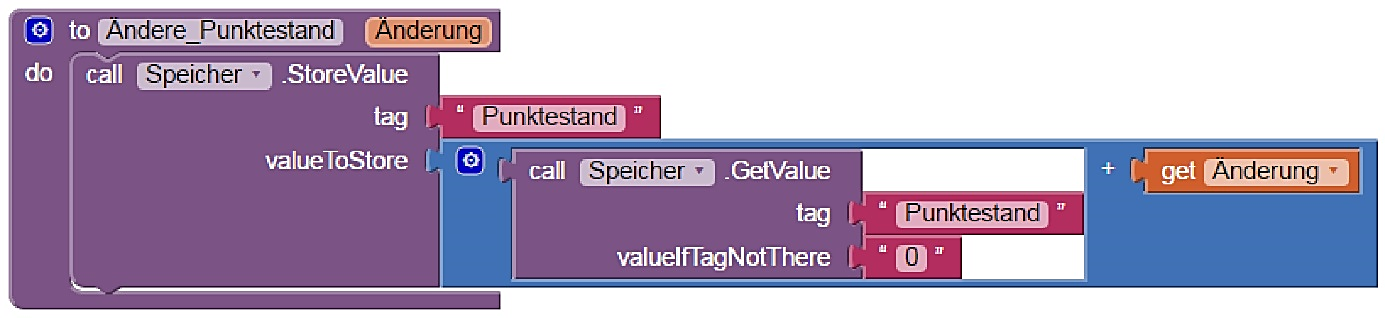 to Ändere_Punktestand Änderung
do call Speicher .StoreValue
tag " Punktestand "
valueToStore call Speicher .GetValue + get Änderung
tag " Punktestand "
valueIfTagNotThere " 0 "